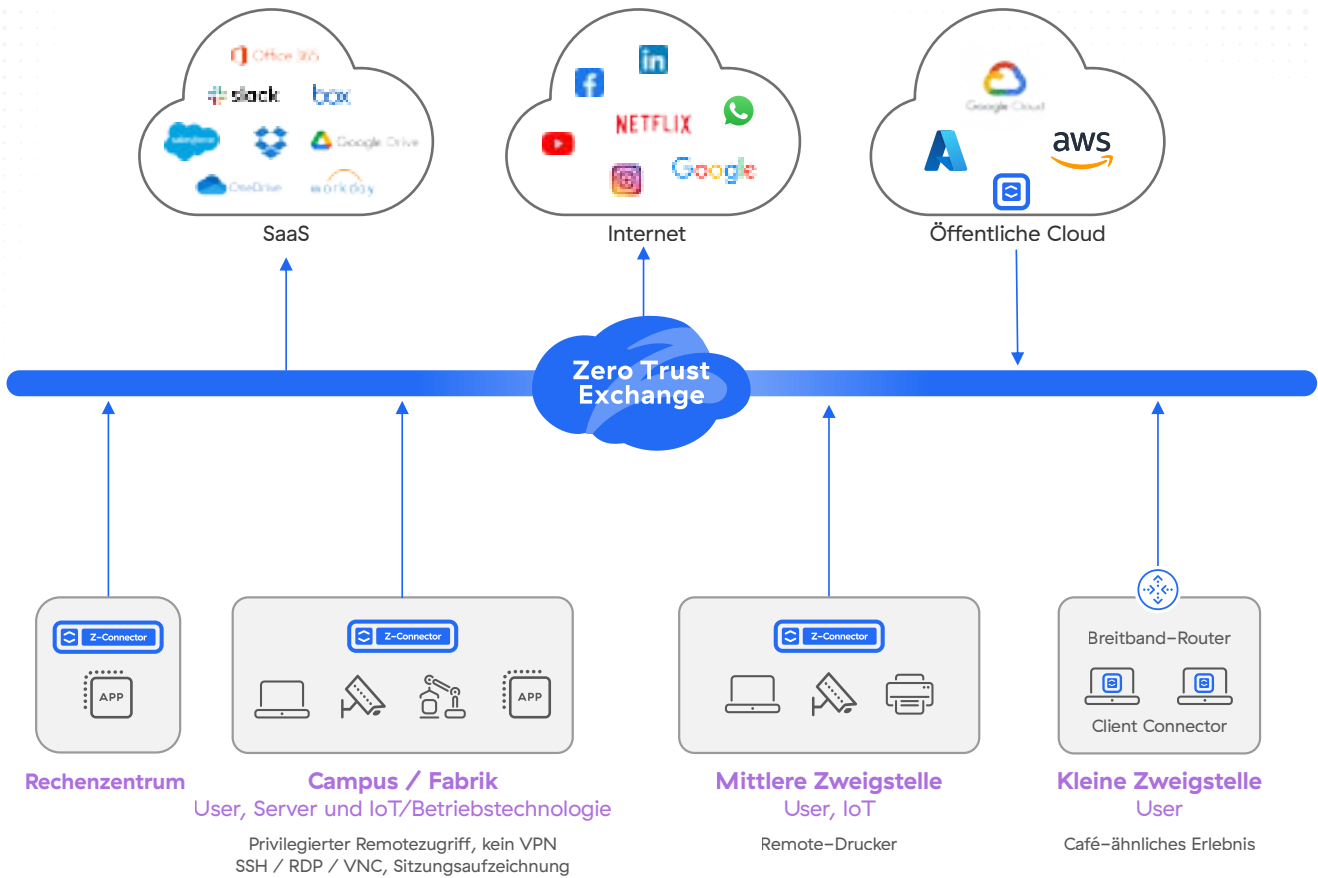 Office 365
slack
box
salesforce
Google Drive
OneDrive
workday
SaaS
in
NETFLIX
Google
Internet
Google Cloud
aws
Öffentliche Cloud
Zero Trust
Exchange
Z-Connector
APP
Rechenzentrum
Z-Connector
APP
Campus / Fabrik
User, Server und IoT/Betriebstechnologie
Privilegierter Remotezugriff, kein VPN
SSH / RDP / VNC, Sitzungsaufzeichnung
Z-Connector
Mittlere Zweigstelle
User, IoT
Remote-Drucker
Breitband-Router
Client Connector
Kleine Zweigstelle
User
Café-ähnliches Erlebnis